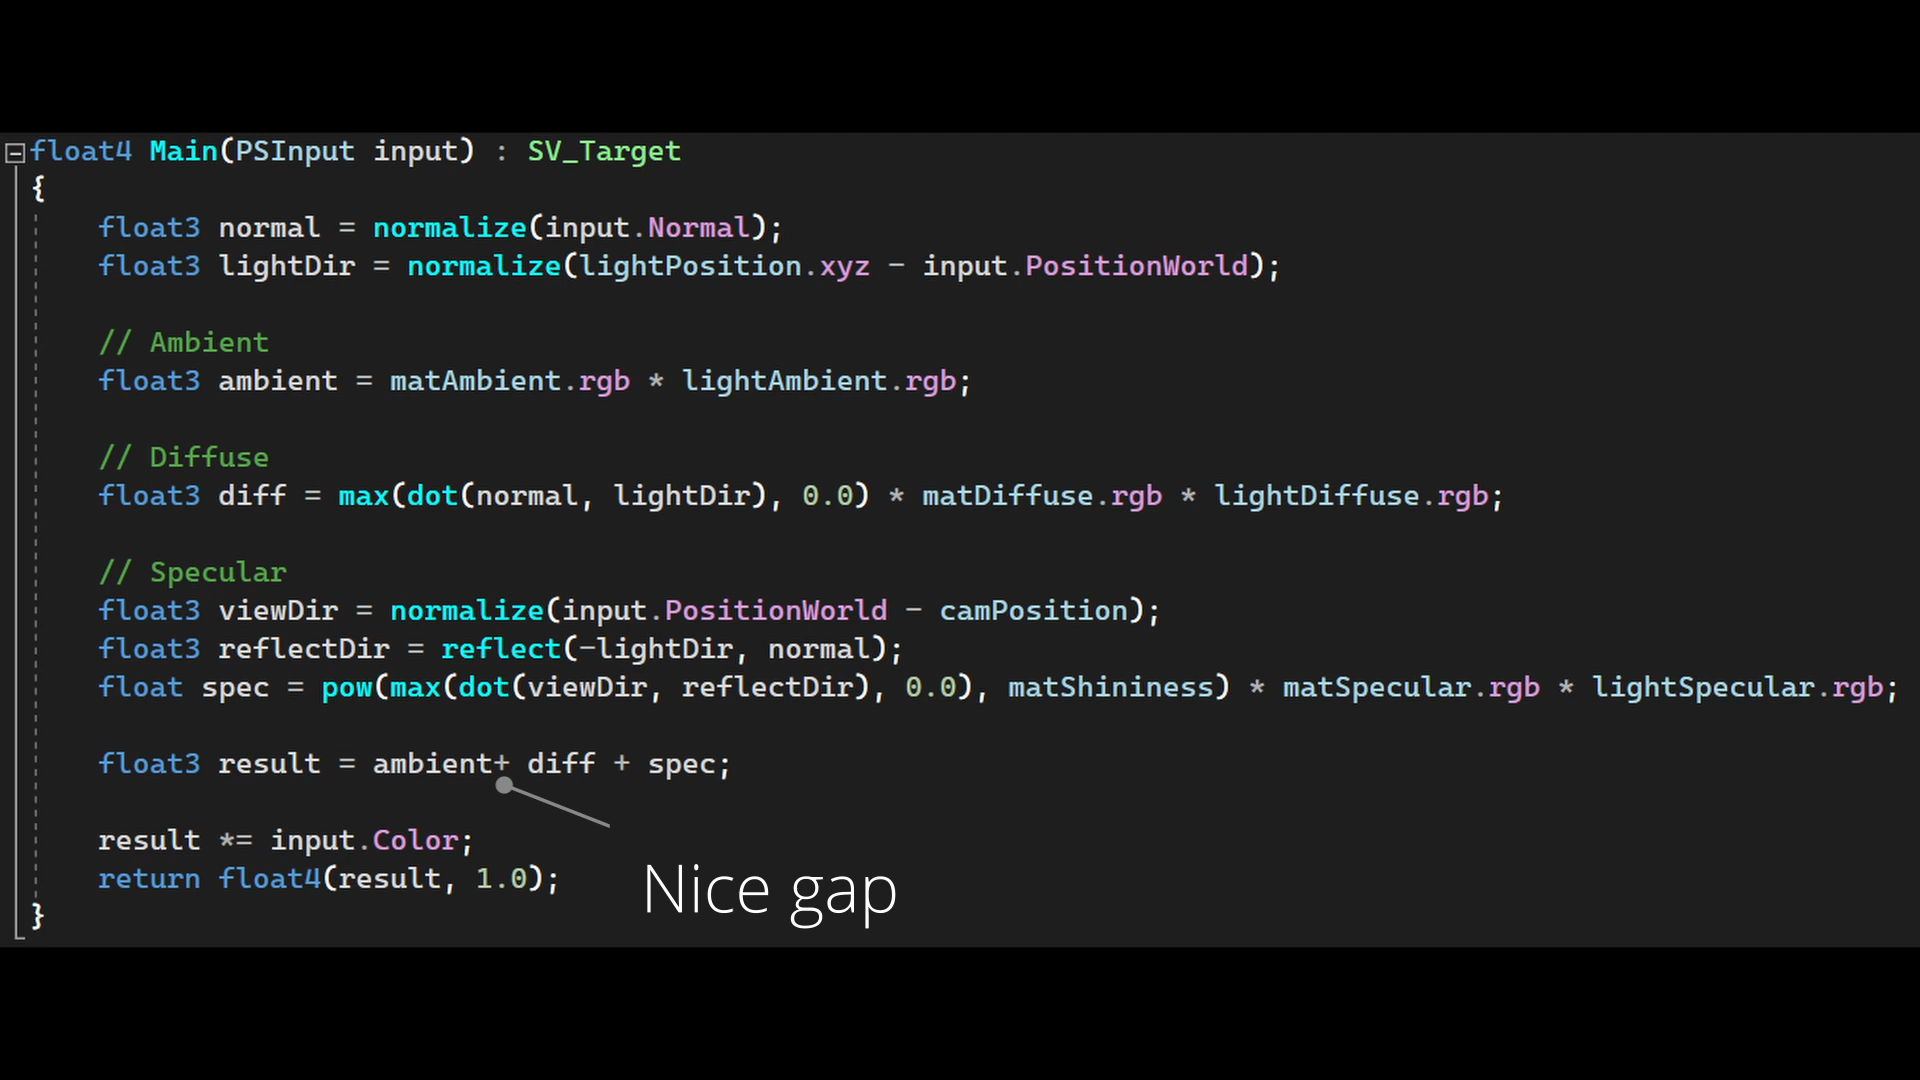 float4 Main(PSInput input) : SV_Target
{
    float3 normal = normalize(input.Normal);
    float3 lightDir = normalize(lightPosition.xyz - input.PositionWorld);

    // Ambient
    float3 ambient = matAmbient.rgb * lightAmbient.rgb;

    // Diffuse
    float3 diff = max(dot(normal, lightDir), 0.0) * matDiffuse.rgb * lightDiffuse.rgb;

    // Specular
    float3 viewDir = normalize(input.PositionWorld - camPosition);
    float3 reflectDir = reflect(-lightDir, normal);
    float spec = pow(max(dot(viewDir, reflectDir), 0.0), matShininess) * matSpecular.rgb * lightSpecular.rgb;

    float3 result = ambient+ diff + spec;

    result *= input.Color;
    return float4(result, 1.0);
}
Nice gap